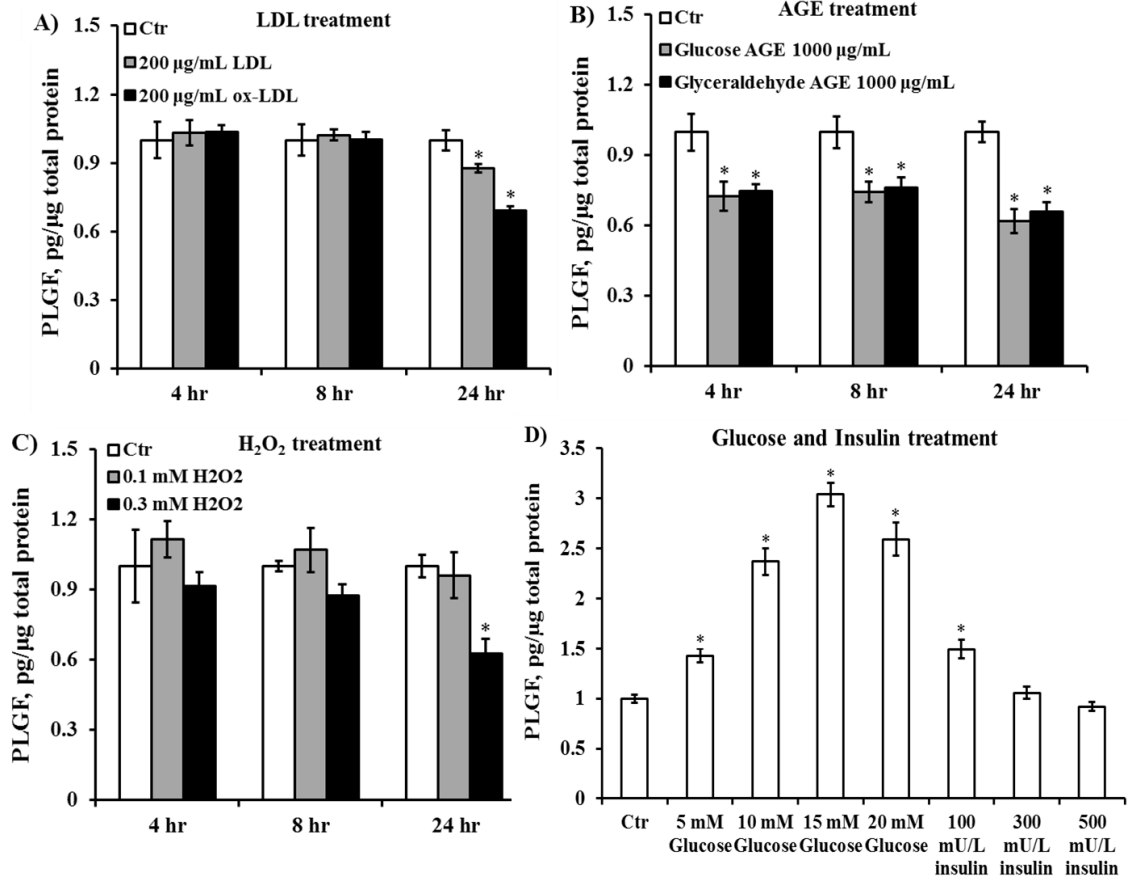 A)
LDL treatment
Ctr
200 µg/mL LDL
200 µg/mL ox-LDL
PLGF, pg/µg total protein
1.5
1.2
0.9
0.6
0.3
0
*
*
4 hr
8 hr
24 hr
B)
AGE treatment
Ctr
Glucose AGE 1000 µg/mL
Glyceraldehyde AGE 1000 µg/mL
PLGF, pg/µg total protein
1.5
1.2
0.9
0.6
0.3
0
* *
* *
* *
4 hr
8 hr
24 hr
C)
H₂O₂ treatment
Ctr
0.1 mM H2O2
0.3 mM H2O2
PLGF, pg/µg total protein
1.5
1.2
0.9
0.6
0.3
0
*
4 hr
8 hr
24 hr
D)
Glucose and Insulin treatment
PLGF, pg/µg total protein
3.5
3
2.5
2
1.5
1
0.5
0
*
*
*
*
*
Ctr
5 mM
Glucose
10 mM
Glucose
15 mM
Glucose
20 mM
Glucose
100
mU/L
insulin
300
mU/L
insulin
500
mU/L
insulin